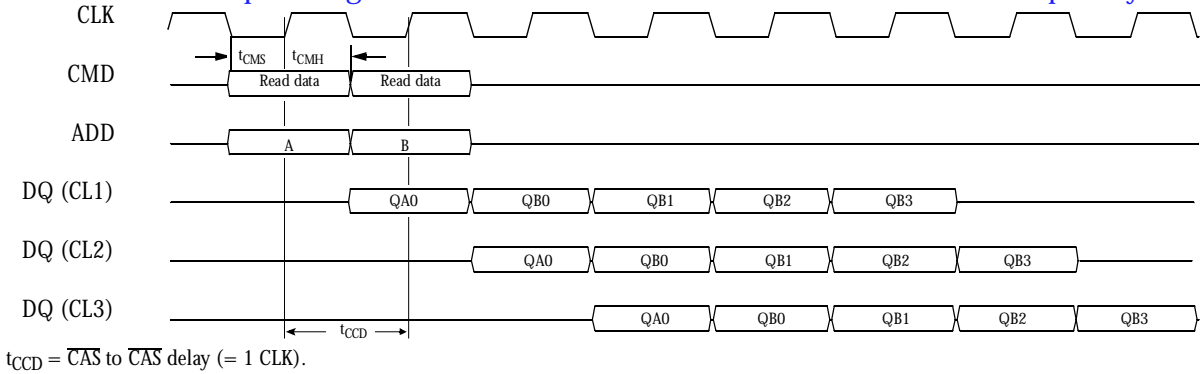 CLK
tCMS tCMH
CMD Read data Read data
ADD A B
DQ (CL1) QA0 QB0 QB1 QB2 QB3
DQ (CL2) QA0 QB0 QB1 QB2 QB3
DQ (CL3) QA0 QB0 QB1 QB2 QB3
tCCD
tCCD = CAS to CAS delay (= 1 CLK).